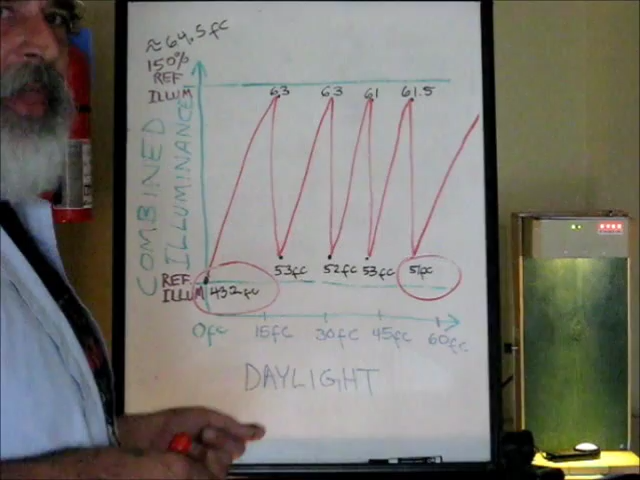 ≈ 64.5fc
150%
REF
ILLUM
COMBINED
ILLUMINANCE
63 63 61 61.5
53fc 52fc 53fc 51fc
REF
ILLUM 43.2fc
0fc 15fc 30fc 45fc 60fc
DAYLIGHT